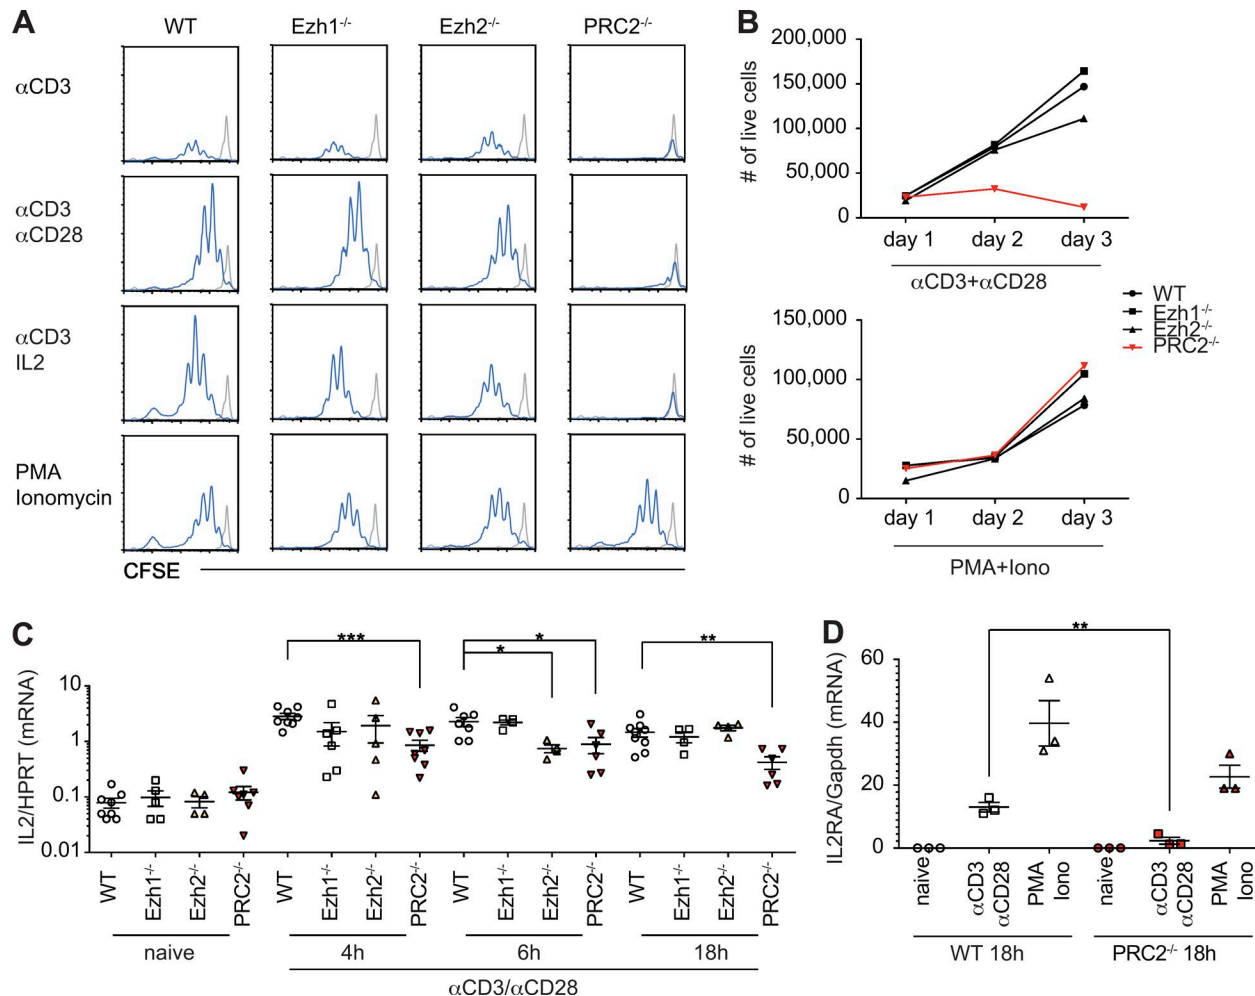 A
WT Ezh1-/- Ezh2-/- PRC2-/-
αCD3
αCD3
αCD28
αCD3
IL2
PMA
Ionomycin
CFSE
B
200,000
150,000
100,000
50,000
0
# of live cells
day 1 day 2 day 3
αCD3+αCD28
WT
Ezh1-/-
Ezh2-/-
PRC2-/-
150,000
100,000
50,000
0
# of live cells
day 1 day 2 day 3
PMA+Iono
C
IL2/HPRT (mRNA)
10
1
0.1
0.01
*** * * **
WT Ezh1-/- Ezh2-/- PRC2-/- WT Ezh1-/- Ezh2-/- PRC2-/- WT Ezh1-/- Ezh2-/- PRC2-/- WT Ezh1-/- Ezh2-/- PRC2-/-
naive 4h 6h 18h
αCD3/αCD28
D
IL2RA/Gapdh (mRNA)
60
40
20
0
**
naive
αCD3
αCD28
PMA
Iono
naive
αCD3
αCD28
PMA
Iono
WT 18h PRC2-/- 18h